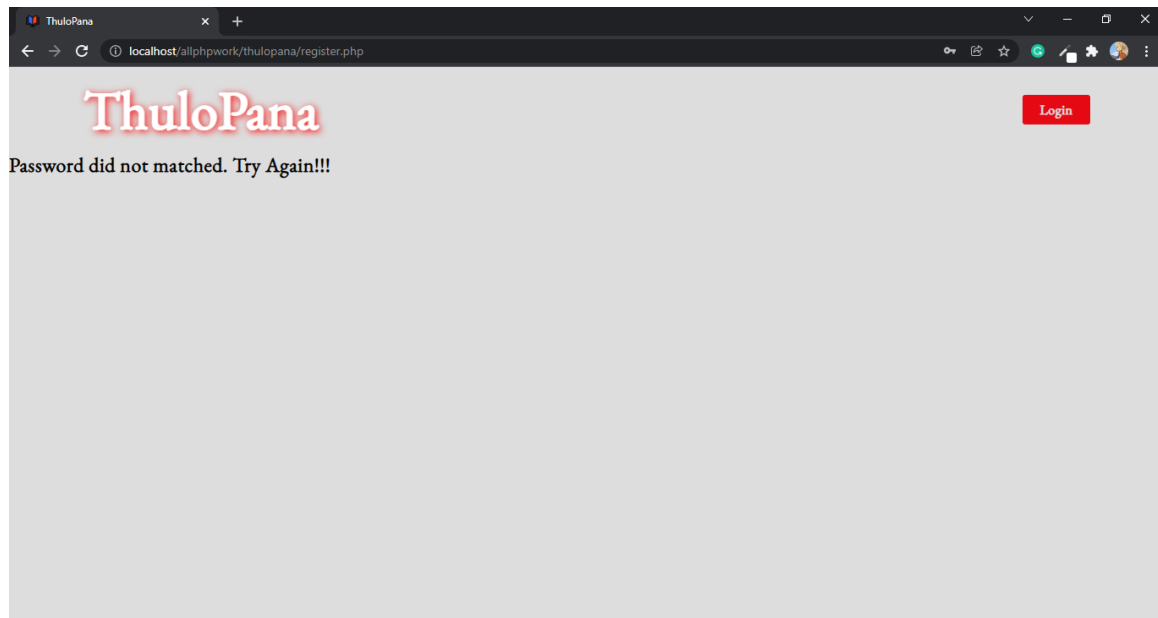 ThuloPana
localhost/allphpwork/thulopana/register.php
ThuloPana
Login
Password did not matched. Try Again!!!